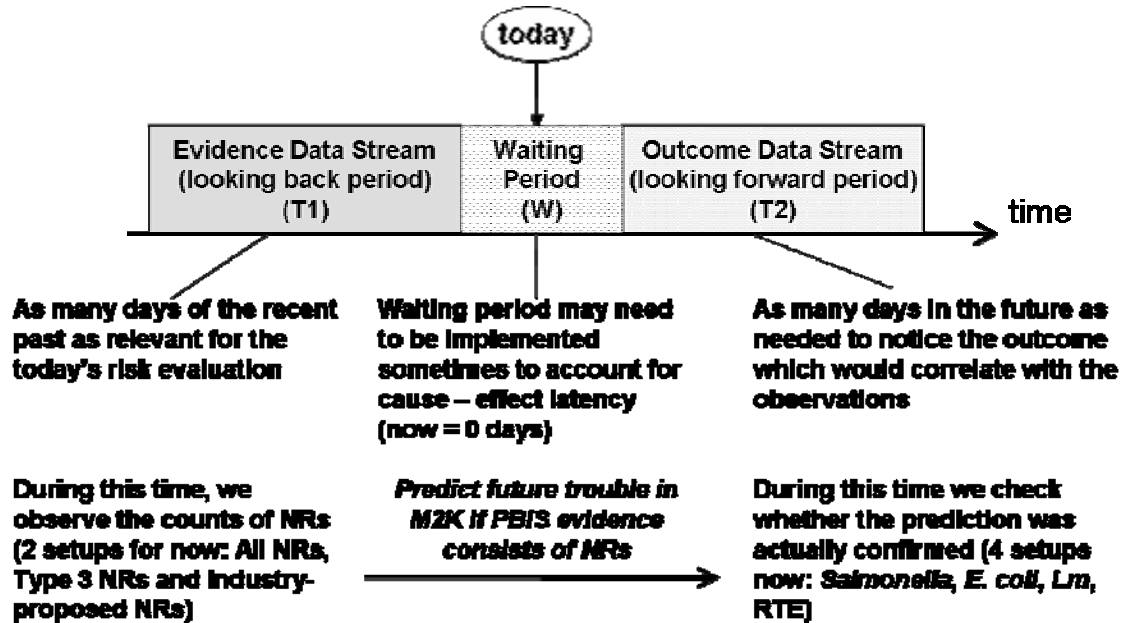 today
Evidence Data Stream
(looking back period)
(T1)
Waiting
Period
(W)
Outcome Data Stream
(looking forward period)
(T2)
time
As many days of the recent
past as relevant for the
today's risk evaluation
Waiting period may need
to be implemented
sometimes to account for
cause – effect latency
(now = 0 days)
As many days in the future as
needed to notice the outcome
which would correlate with the
observations
During this time, we
observe the counts of NRs
(2 setups for now: All NRs,
Type 3 NRs and Industry-
proposed NRs)
Predict future trouble in
M2K if PBIS evidence
consists of NRs
During this time we check
whether the prediction was
actually confirmed (4 setups
now: Salmonella, E. coli, Lm,
RTE)